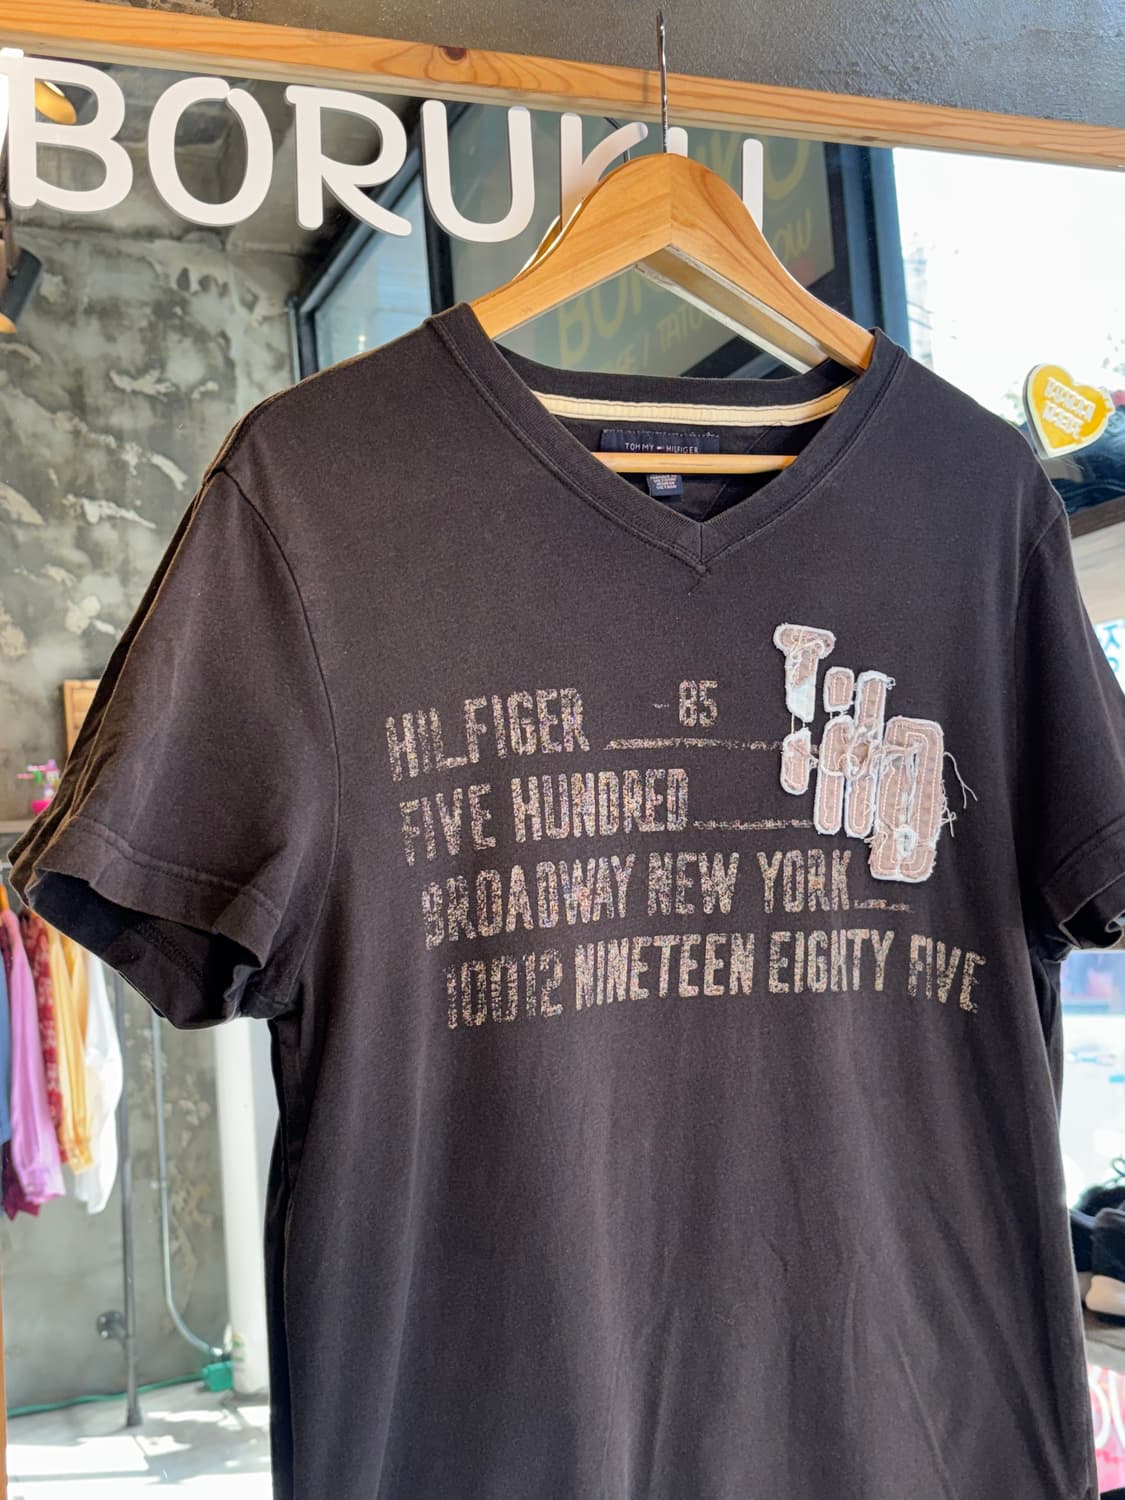 BORUKU
TOMMY HILFIGER
HILFIGER 85
FIVE HUNDRED
BROADWAY NEW YORK
10012 NINETEEN EIGHTY FIVE